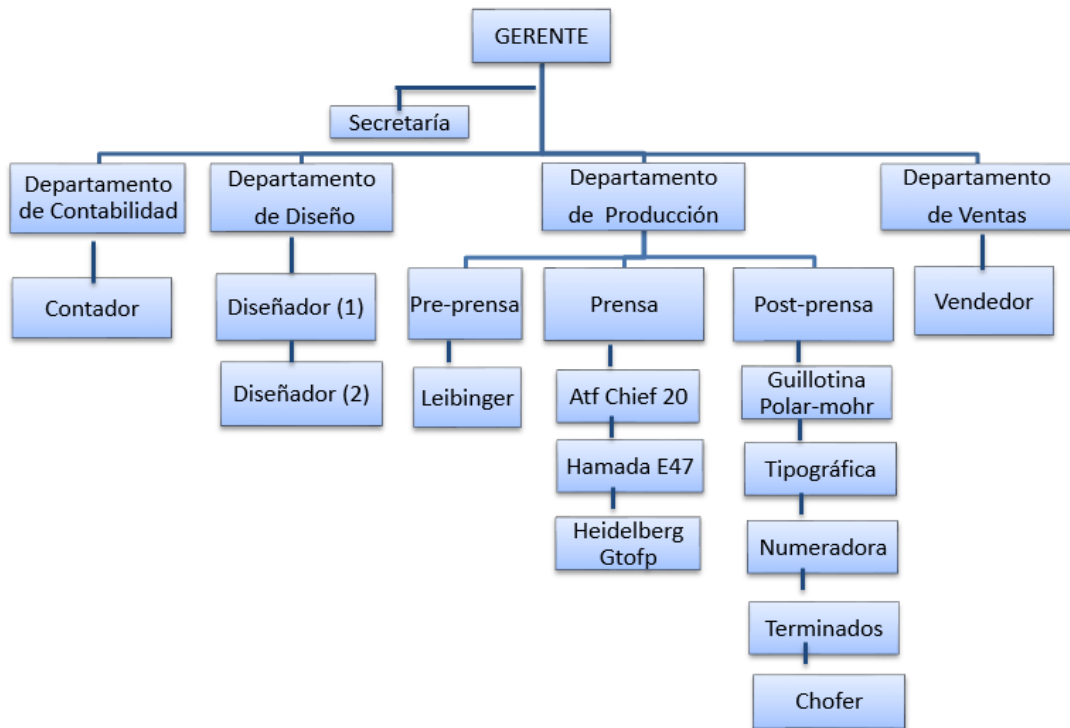 GERENTE
Secretaría
Departamento
de Contabilidad
Departamento
de Diseño
Departamento
de Producción
Departamento
de Ventas
Contador
Diseñador (1)
Diseñador (2)
Pre-prensa
Leibinger
Prensa
Atf Chief 20
Hamada E47
Heidelberg
Gtofp
Post-prensa
Guillotina
Polar-mohr
Tipográfica
Numeradora
Terminados
Chofer
Vendedor